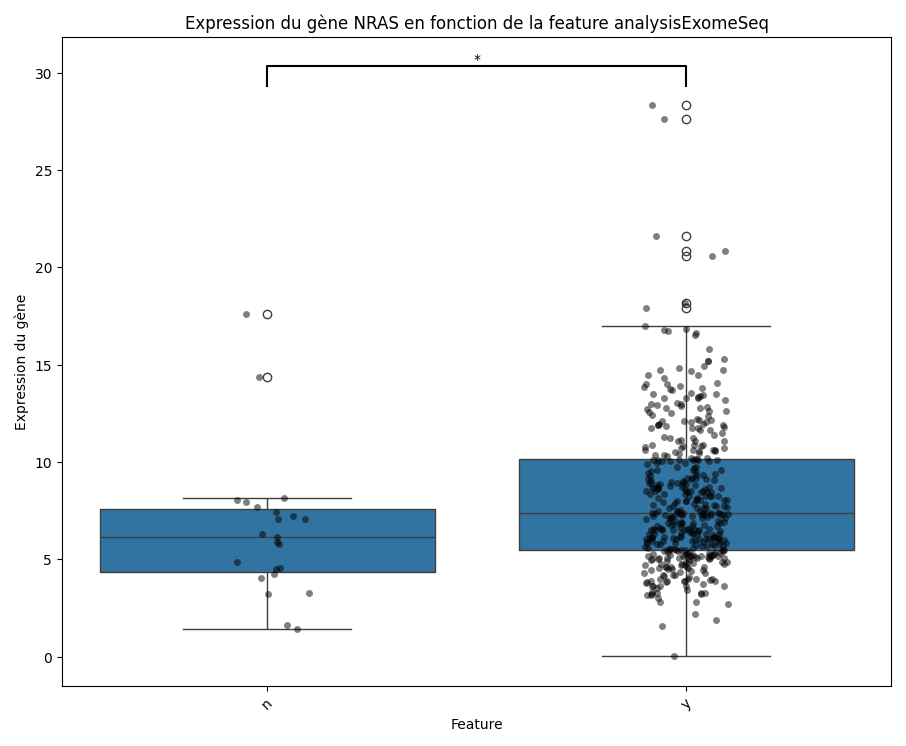 Expression du gène NRAS en fonction de la feature analysisExomeSeq
*
30
25
20
15
10
5
0
Expression du gène
n
y
Feature